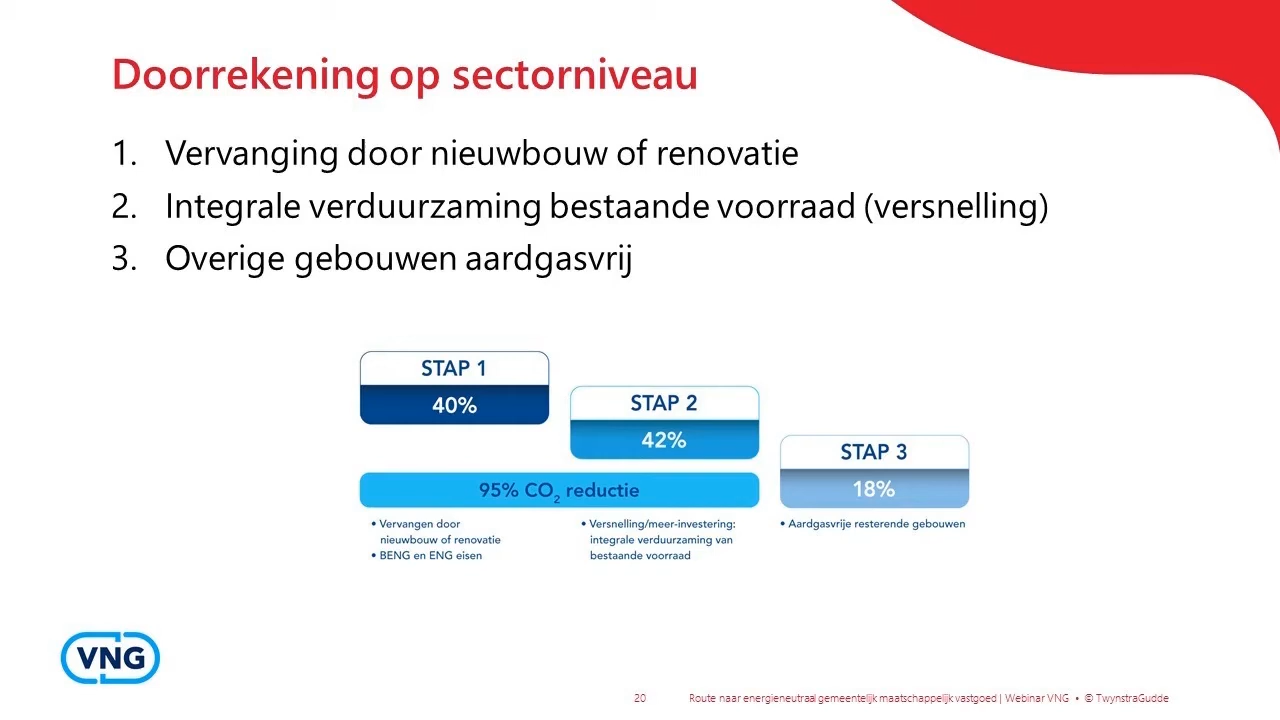 Doorrekening op sectorniveau
1. Vervanging door nieuwbouw of renovatie
2. Integrale verduurzaming bestaande voorraad (versnelling)
3. Overige gebouwen aardgasvrij
STAP 1
40%
STAP 2
42%
STAP 3
18%
95% CO2 reductie
• Vervangen door
nieuwbouw of renovatie
• BENG en ENG eisen
• Versnelling/meer-investering:
integrale verduurzaming van
bestaande voorraad
• Aardgasvrije resterende gebouwen
VNG
20 Route naar energieneutraal gemeentelijk maatschappelijk vastgoed | Webinar VNG • © TwynstraGudde